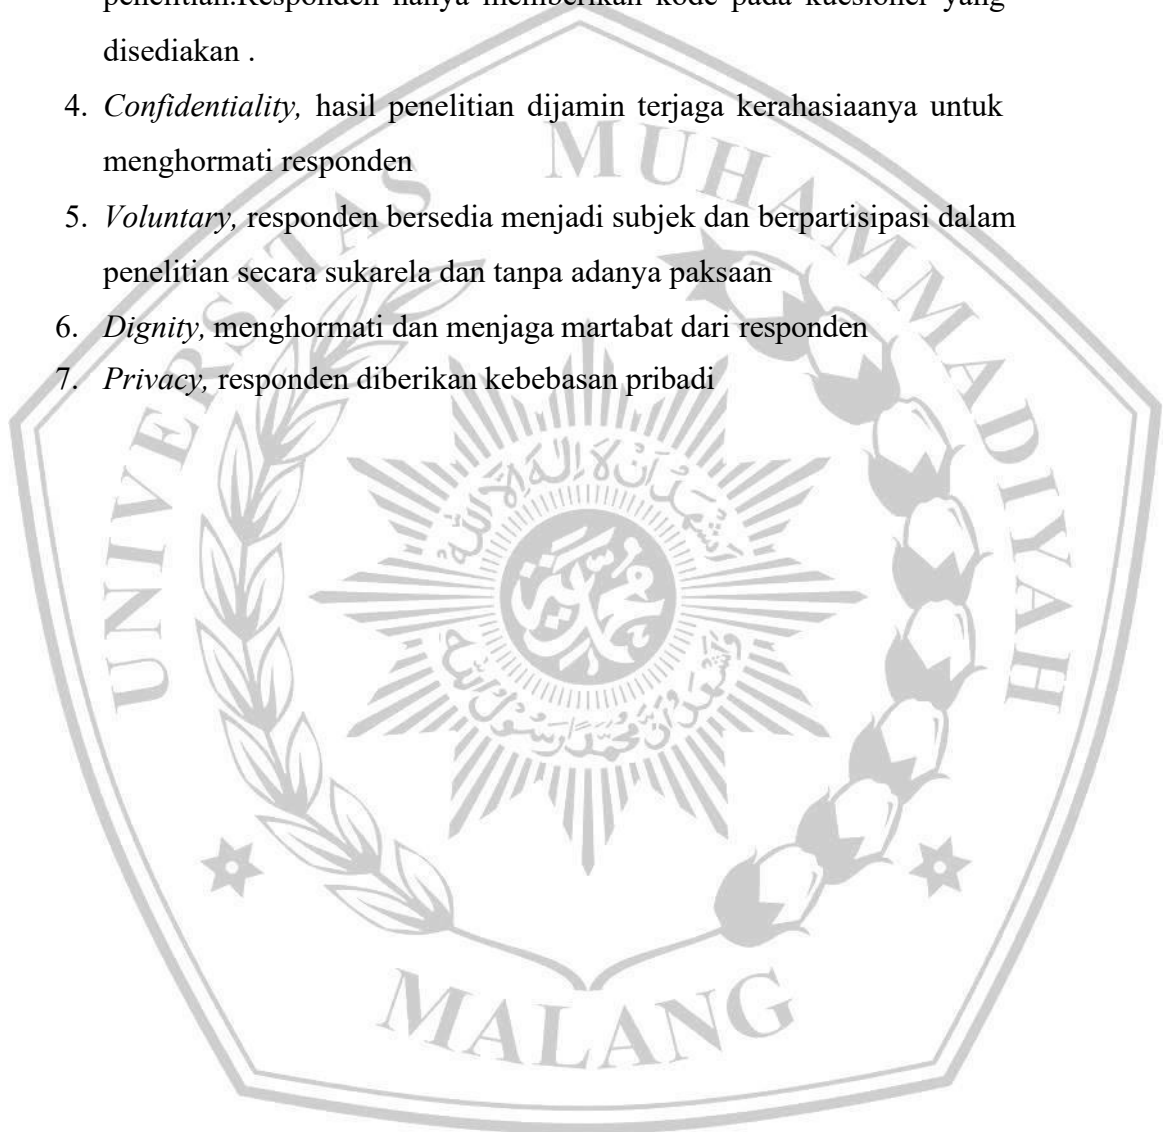 penelitian.Responden hanya memberikan kode pada kuesioner yang
disediakan .
4. Confidentiality, hasil penelitian dijamin terjaga kerahasiaanya untuk
menghormati responden
5. Voluntary, responden bersedia menjadi subjek dan berpartisipasi dalam
penelitian secara sukarela dan tanpa adanya paksaan
6. Dignity, menghormati dan menjaga martabat dari responden
7. Privacy, responden diberikan kebebasan pribadi
UNIVERSITAS MUHAMMADIYAH
MALANG